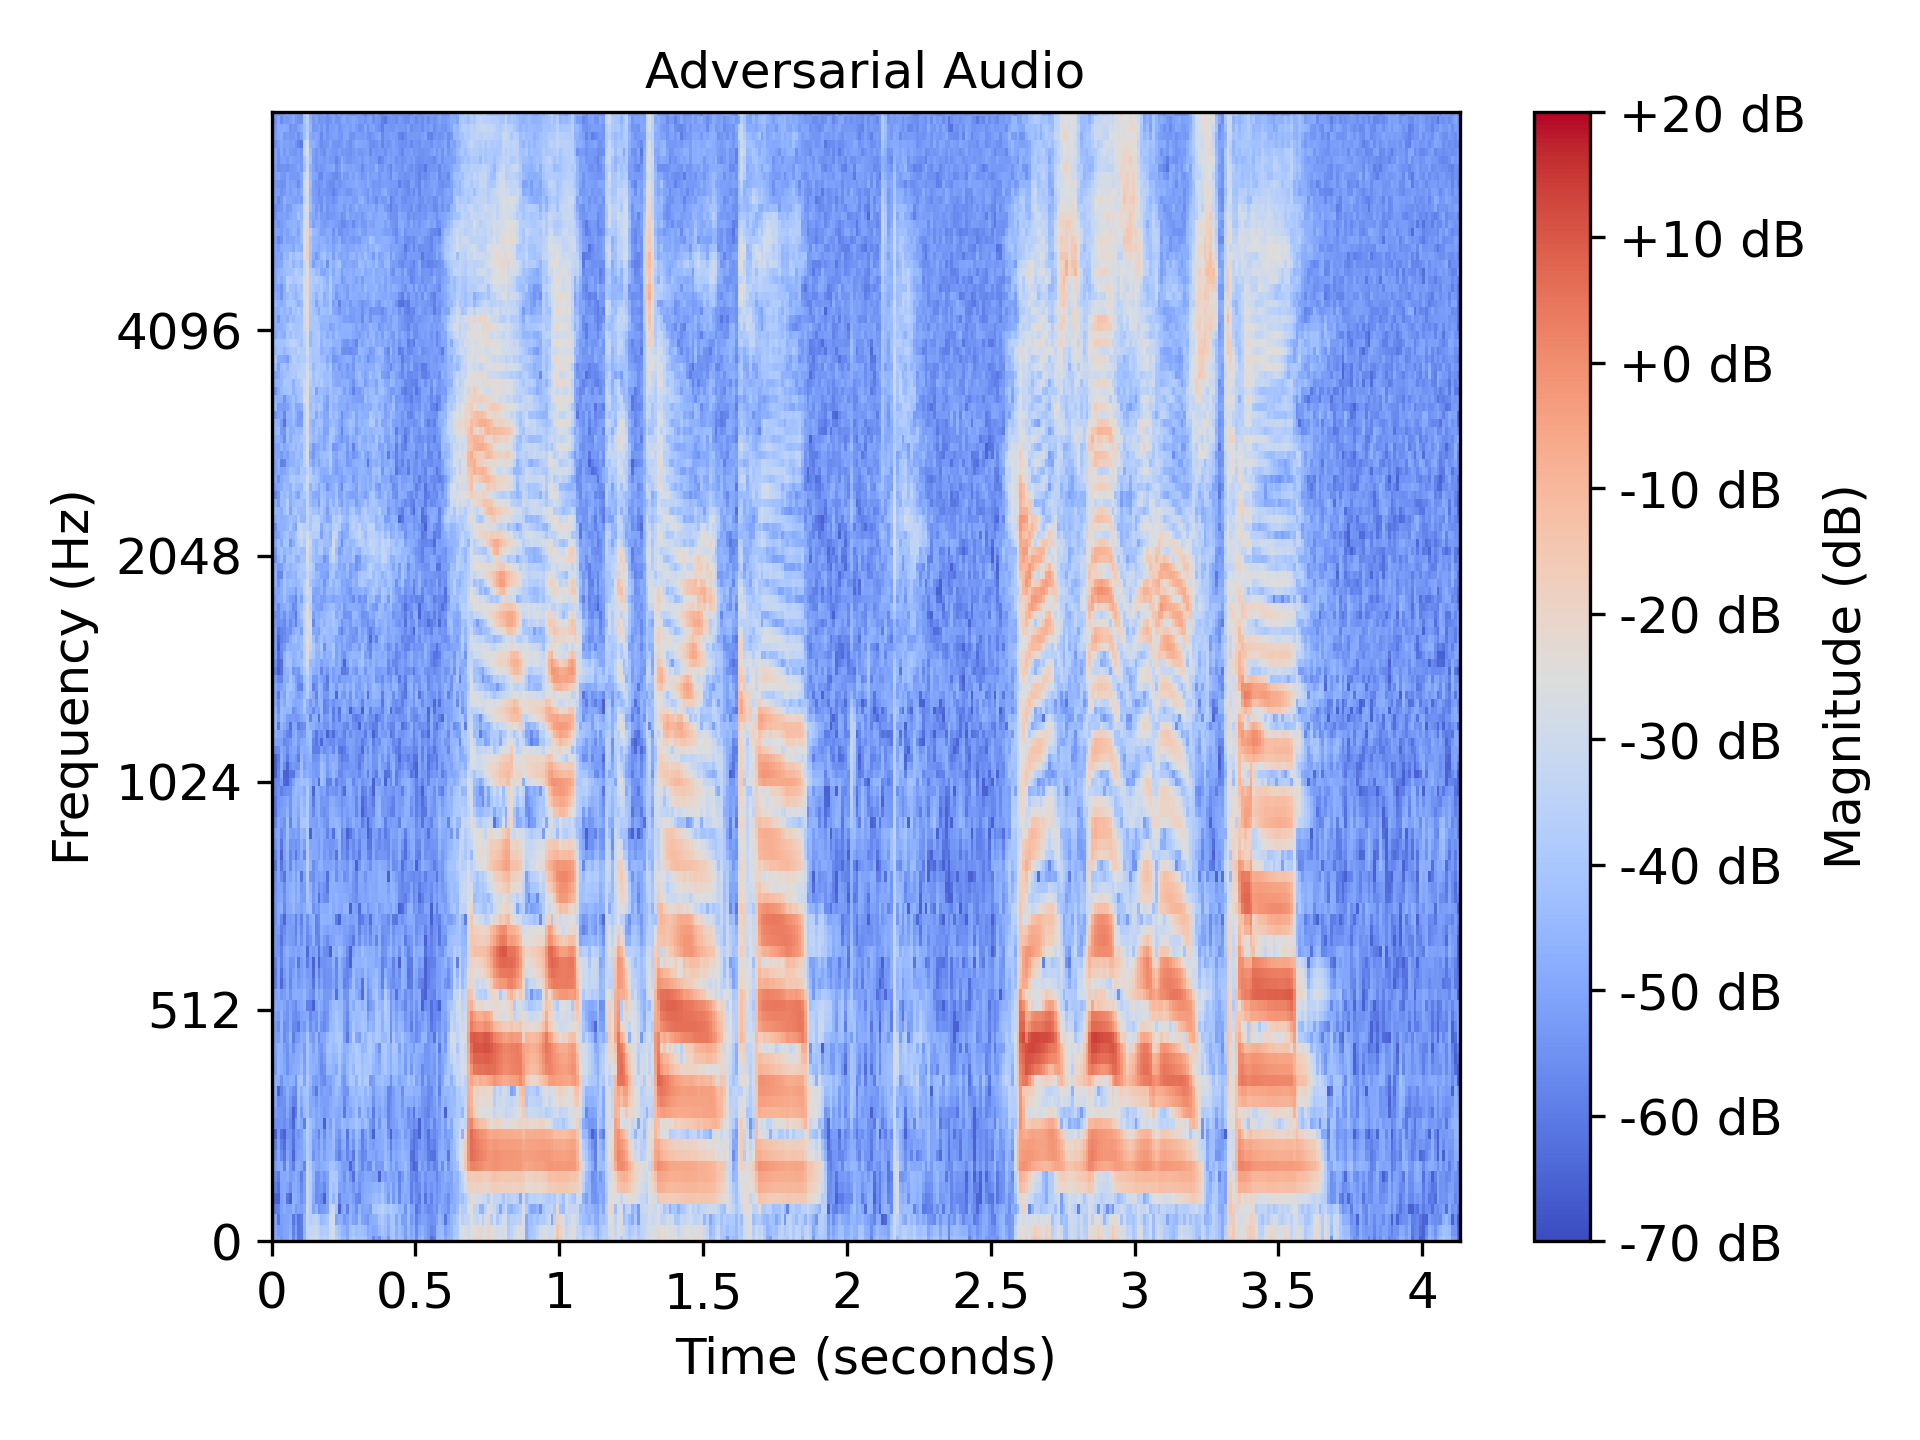 Adversarial Audio
+20 dB
+10 dB
+0 dB
-10 dB
-20 dB
-30 dB
-40 dB
-50 dB
-60 dB
-70 dB
Magnitude (dB)
Frequency (Hz)
4096
2048
1024
512
0
0 0.5 1 1.5 2 2.5 3 3.5 4
Time (seconds)